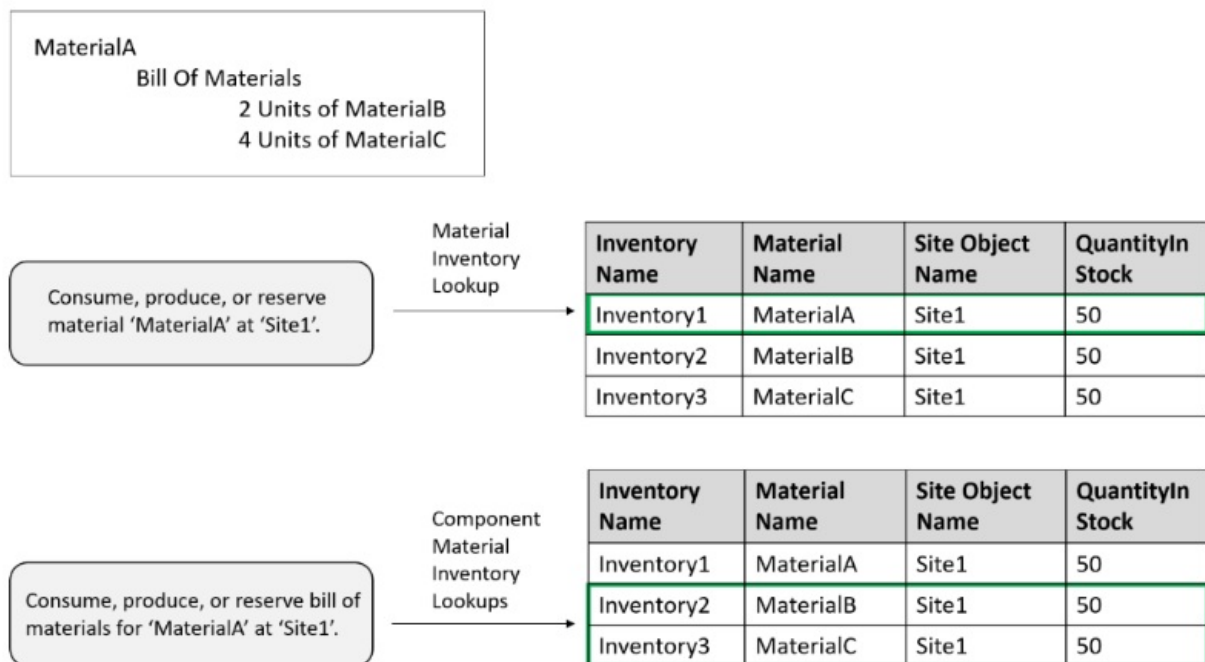 MaterialA
Bill Of Materials
2 Units of MaterialB
4 Units of MaterialC
Material
Inventory
Lookup
Consume, produce, or reserve
material ‘MaterialA’ at ‘Site1’.
Inventory Name Material Name Site Object Name QuantityIn Stock
Inventory1 MaterialA Site1 50
Inventory2 MaterialB Site1 50
Inventory3 MaterialC Site1 50
Component
Material
Inventory
Lookups
Consume, produce, or reserve bill of
materials for ‘MaterialA’ at ‘Site1’.
Inventory Name Material Name Site Object Name QuantityIn Stock
Inventory1 MaterialA Site1 50
Inventory2 MaterialB Site1 50
Inventory3 MaterialC Site1 50